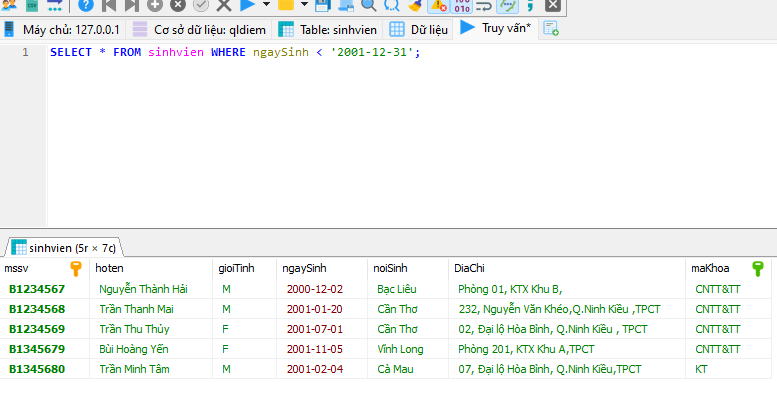 Máy chủ: 127.0.0.1 Cơ sở dữ liệu: qldiem Table: sinhvien Dữ liệu Truy vấn*
1 SELECT * FROM sinhvien WHERE ngaySinh < '2001-12-31';
sinhvien (5r × 7c)
mssv hoten gioiTinh ngaySinh noiSinh DiaChi maKhoa
B1234567 Nguyễn Thành Hải M 2000-12-02 Bạc Liêu Phòng 01, KTX Khu B, CNTT&TT
B1234568 Trần Thanh Mai M 2001-01-20 Cần Thơ 232, Nguyễn Văn Khéo,Q.Ninh Kiều ,TPCT CNTT&TT
B1234569 Trần Thu Thủy F 2001-07-01 Cần Thơ 02, Đại lộ Hòa Bình, Q.Ninh Kiều , TPCT CNTT&TT
B1345679 Bùi Hoàng Yến F 2001-11-05 Vĩnh Long Phòng 201, KTX Khu A,TPCT CNTT&TT
B1345680 Trần Minh Tâm M 2001-02-04 Cà Mau 07, Đại lộ Hòa Bình, Q.Ninh Kiều,TPCT KT